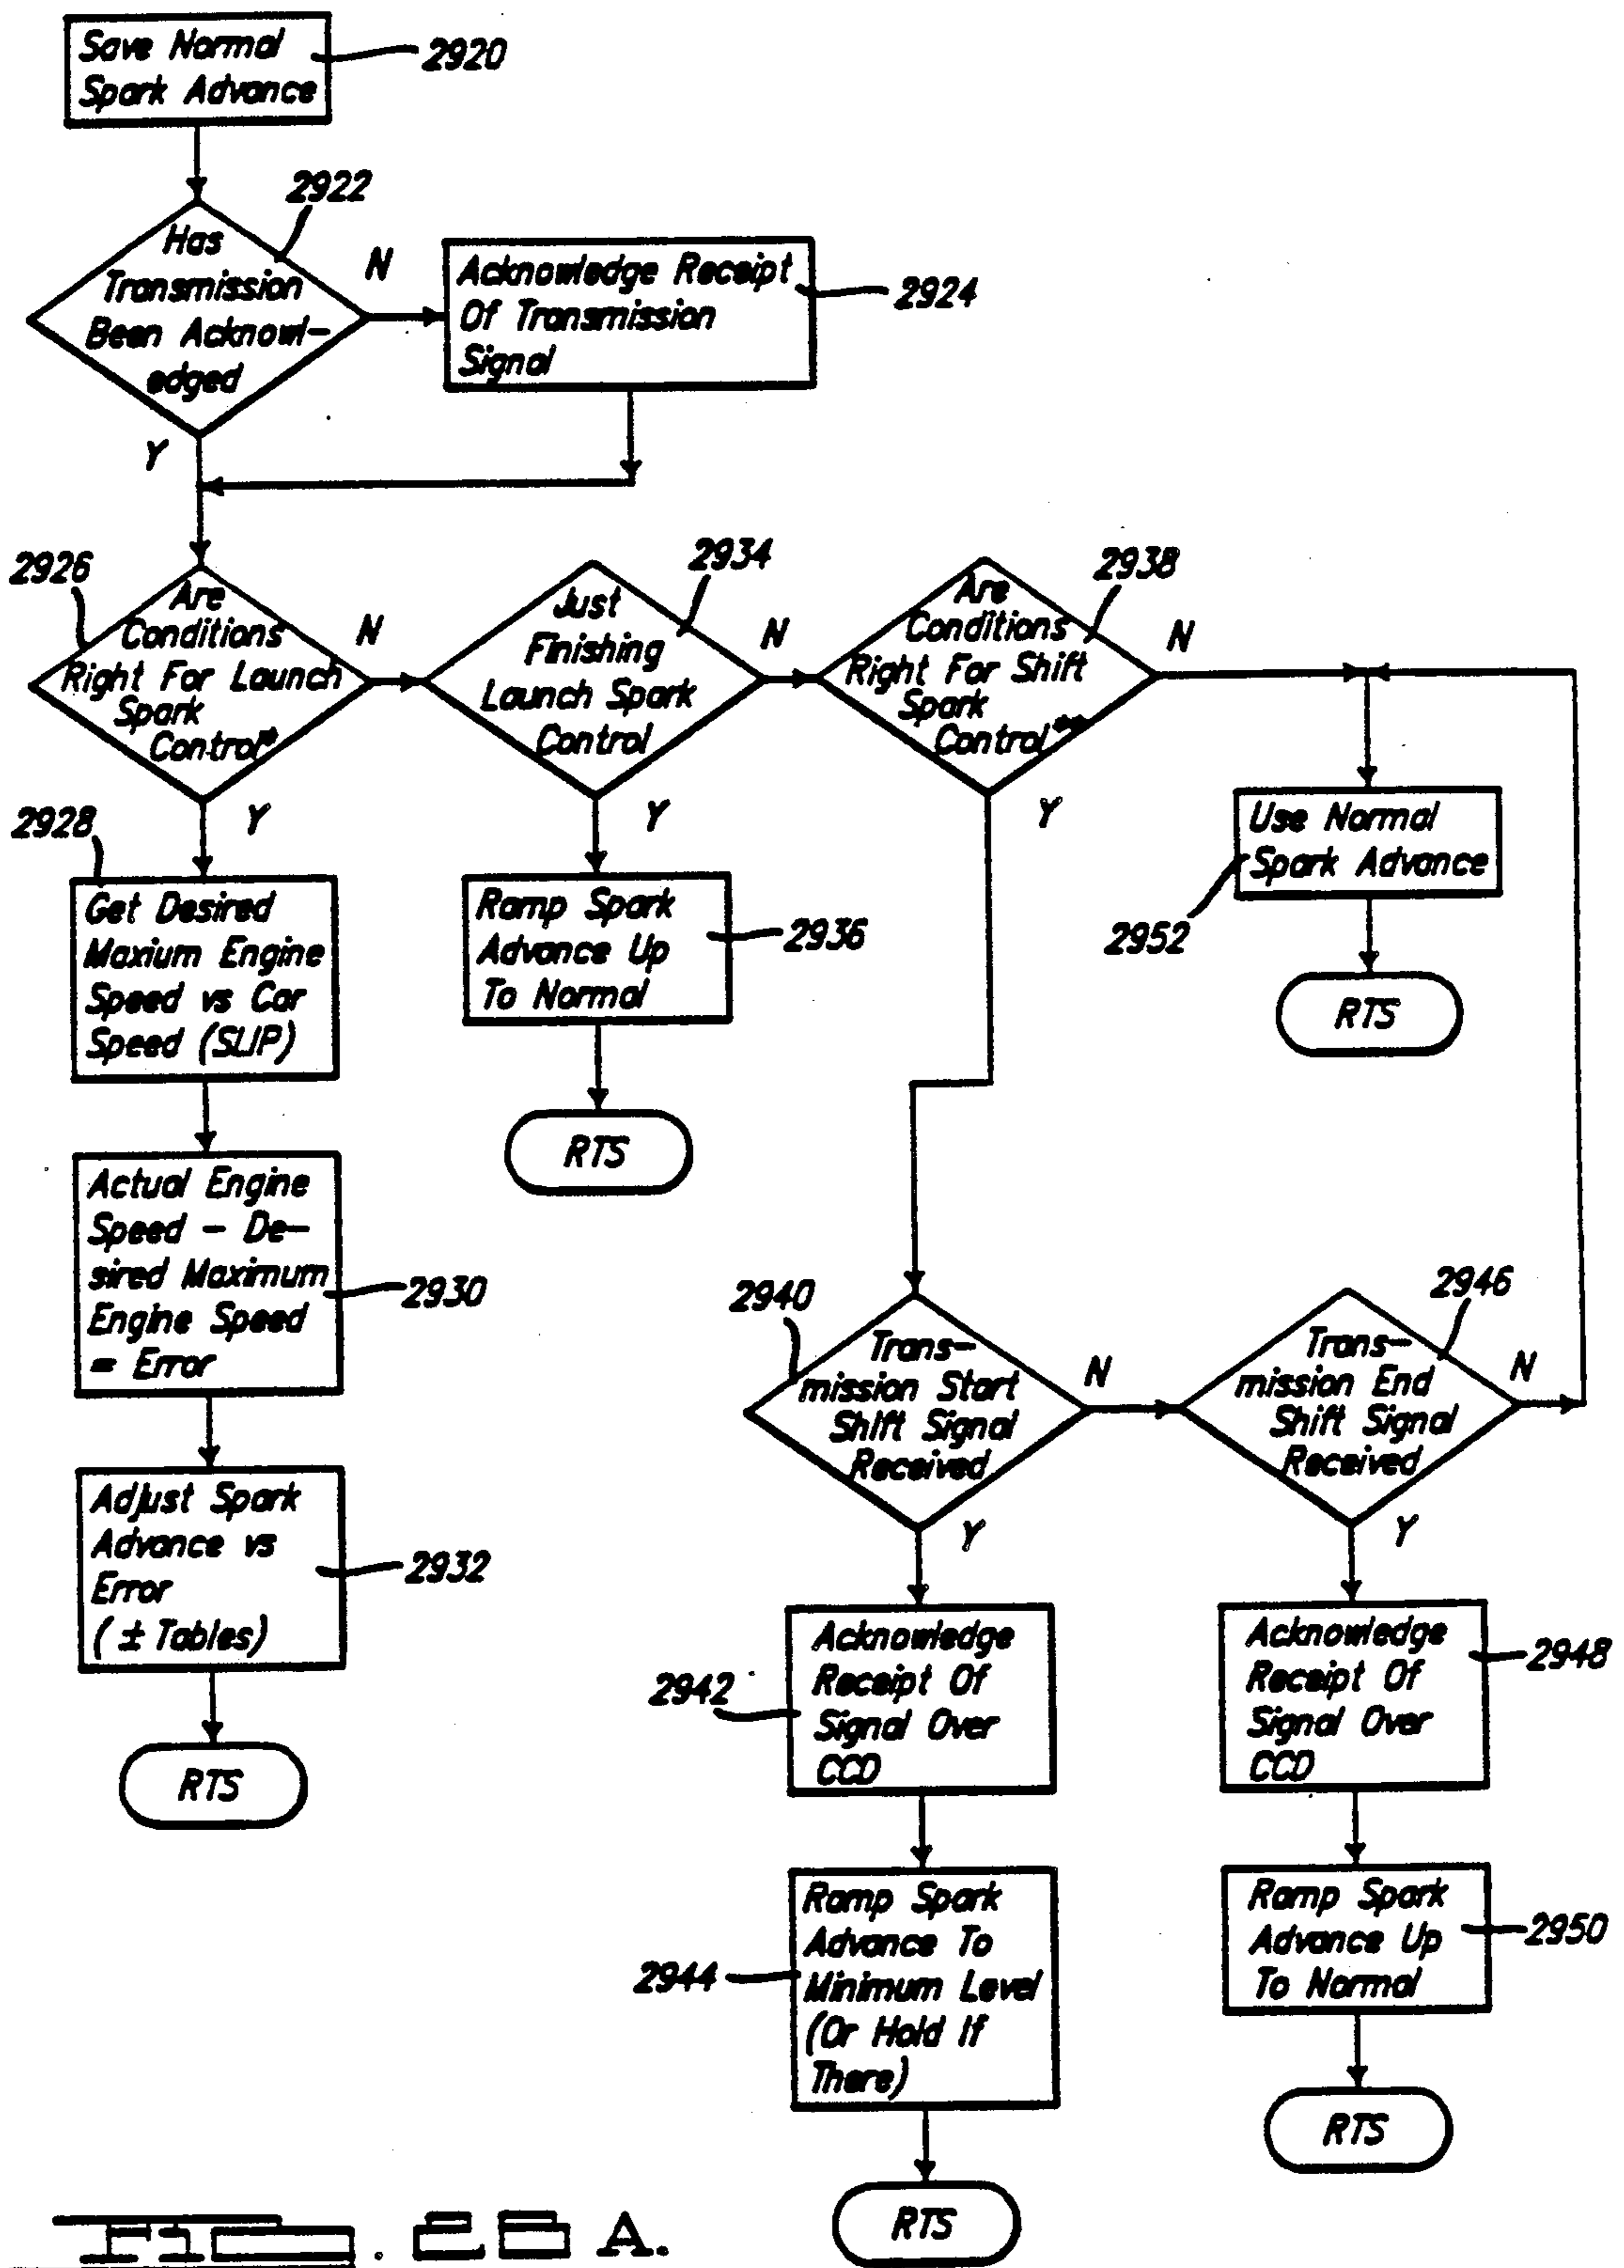 Save Normal
Spark Advance
2920
2922
Has
Transmission
Been Acknowl-
edged
N
Y
Acknowledge Receipt
Of Transmission
Signal
2924
2926
Are
Conditions
Right For Launch
Spark
Control*
N
Y
2934
Just
Finishing
Launch Spark
Control
N
Y
2938
Are
Conditions
Right For Shift
Spark
Control**
N
Y
2928
Get Desired
Maxium Engine
Speed vs Car
Speed (SLIP)
Ramp Spark
Advance Up
To Normal
2936
RTS
Use Normal
Spark Advance
2952
RTS
Actual Engine
Speed - De-
sired Maximum
Engine Speed
= Error
2930
Adjust Spark
Advance vs
Error
(± Tables)
2932
RTS
2940
Trans-
mission Start
Shift Signal
Received
N
Y
2946
Trans-
mission End
Shift Signal
Received
N
Y
Acknowledge
Receipt Of
Signal Over
CCD
2942
Acknowledge
Receipt Of
Signal Over
CCD
2948
Ramp Spark
Advance To
Minimum Level
(Or Hold If
There)
2944
RTS
Ramp Spark
Advance Up
To Normal
2950
RTS
A.